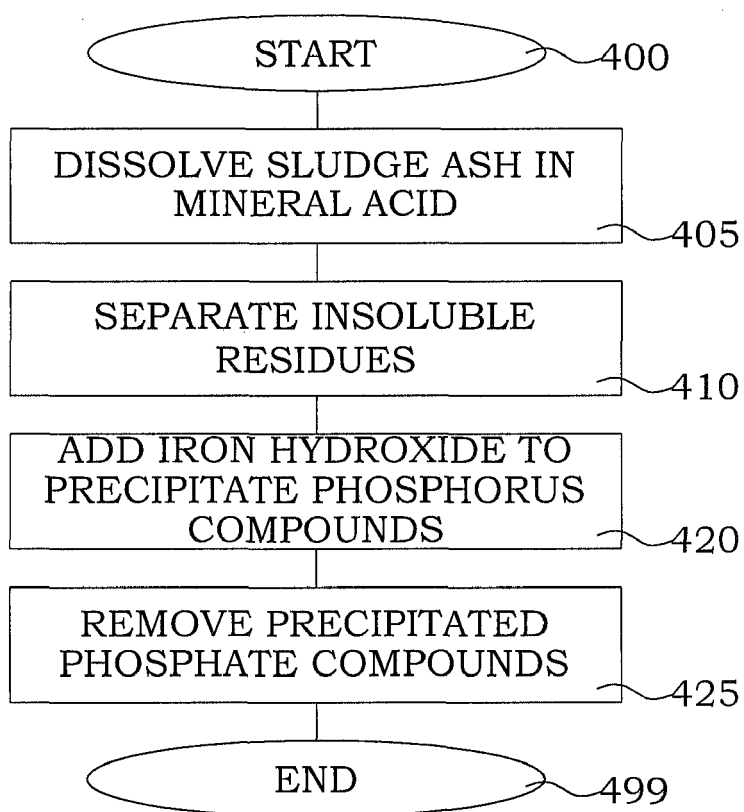 START
400
DISSOLVE SLUDGE ASH IN
MINERAL ACID
405
SEPARATE INSOLUBLE
RESIDUES
410
ADD IRON HYDROXIDE TO
PRECIPITATE PHOSPHORUS
COMPOUNDS
420
REMOVE PRECIPITATED
PHOSPHATE COMPOUNDS
425
END
499